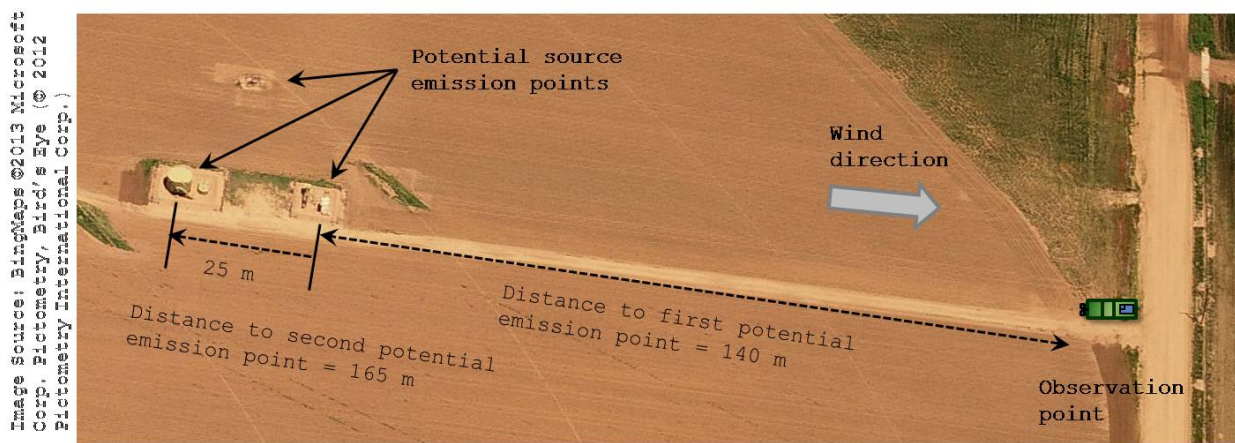 Image Source: BingMaps ©2013 Microsoft
Corp. Pictometry, Bird's Eye (© 2012
Pictometry International Corp.)
Potential source
emission points
Wind
direction
25 m
Distance to second potential
emission point = 165 m
Distance to first potential
emission point = 140 m
Observation
point